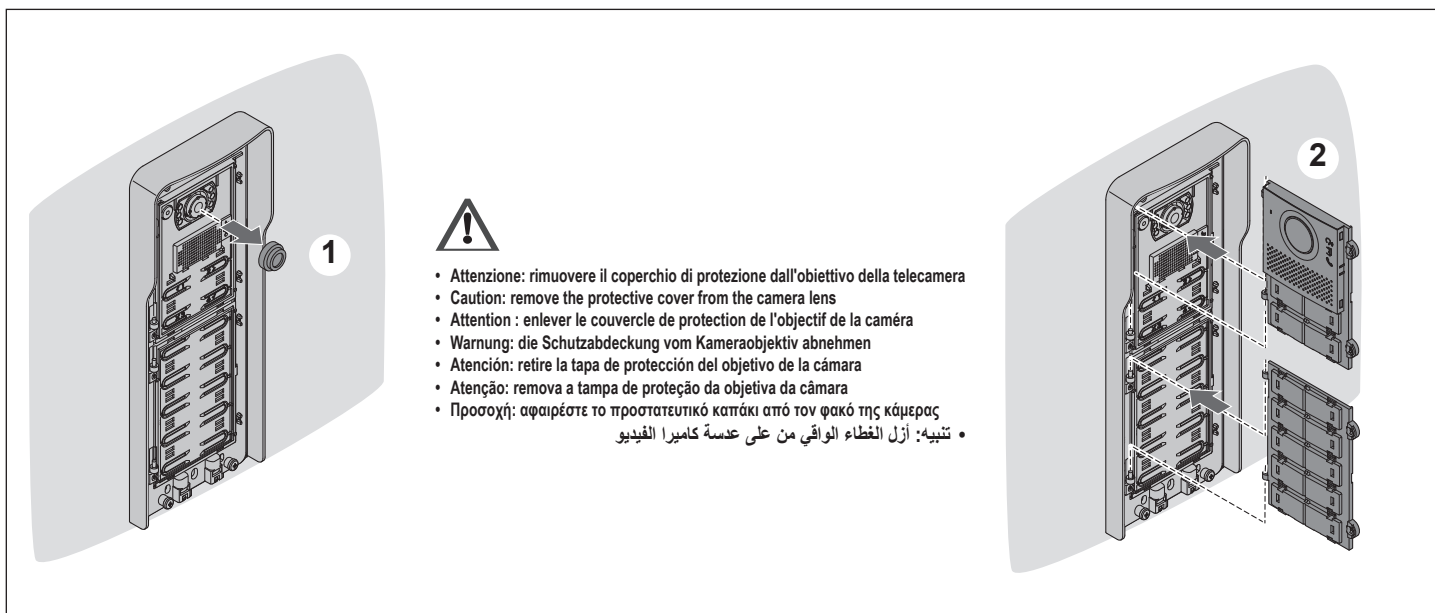 1
• Attenzione: rimuovere il coperchio di protezione dall'obiettivo della telecamera
• Caution: remove the protective cover from the camera lens
• Attention : enlever le couvercle de protection de l'objectif de la caméra
• Warnung: die Schutzabdeckung vom Kameraobjektiv abnehmen
• Atención: retire la tapa de protección del objetivo de la cámara
• Atenção: remova a tampa de proteção da objetiva da câmara
• Προσοχή: αφαιρέστε το προστατευτικό καπάκι από τον φακό της κάμερας
• تنبيه: أزل الغطاء الواقي من على عدسة كاميرا الفيديو
2